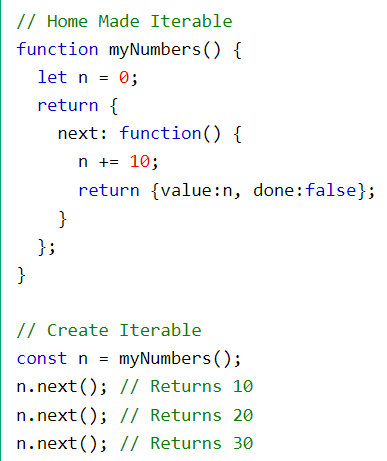 // Home Made Iterable
function myNumbers() {
  let n = 0;
  return {
    next: function() {
      n += 10;
      return {value:n, done:false};
    }
  };
}

// Create Iterable
const n = myNumbers();
n.next(); // Returns 10
n.next(); // Returns 20
n.next(); // Returns 30